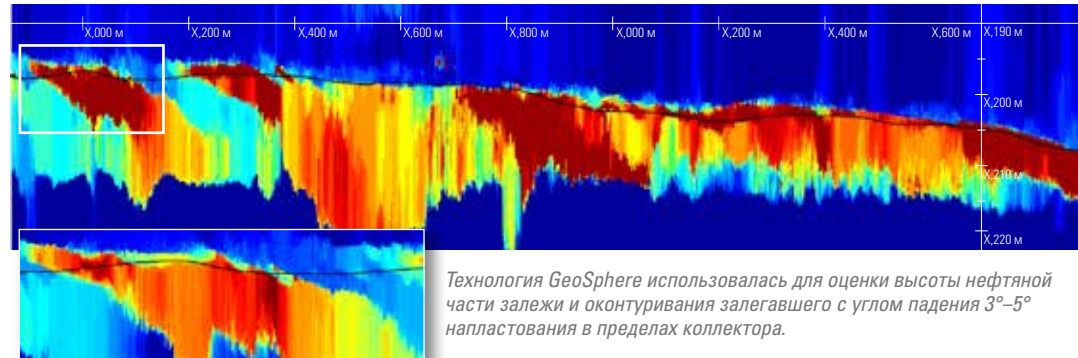 X,000 м X,200 м X,400 м X,600 м X,800 м X,000 м X,200 м X,400 м X,600 м X,190 м
X,200 м
X,210 м
X,220 м
Технология GeoSphere использовалась для оценки высоты нефтяной
части залежи и оконтуривания залегавшего с углом падения 3°–5°
напластования в пределах коллектора.